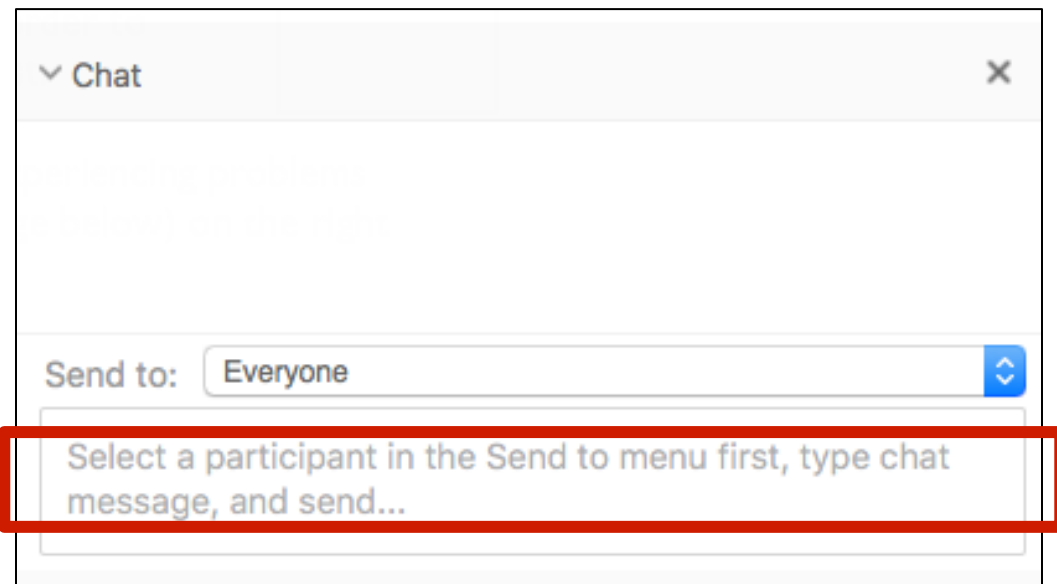 Chat
Send to: Everyone
Select a participant in the Send to menu first, type chat
message, and send...